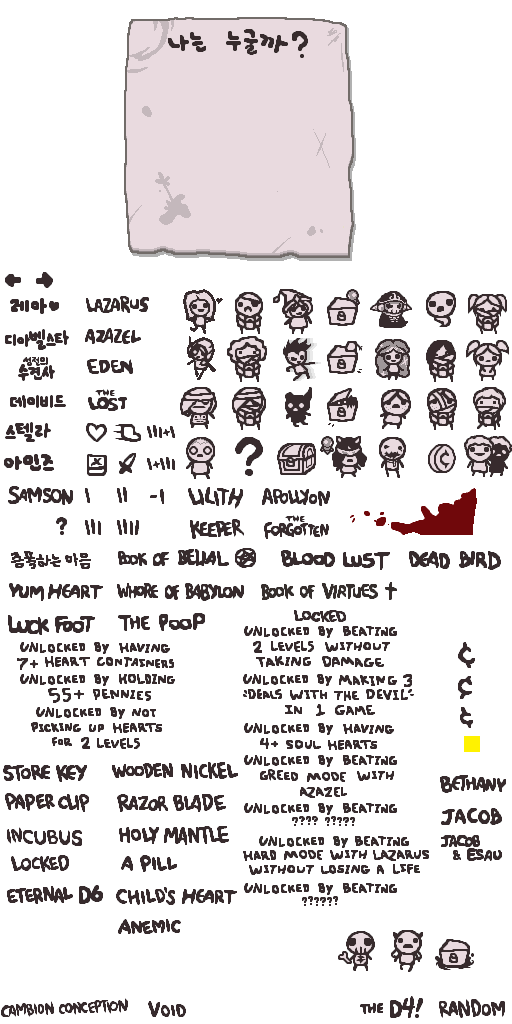 나는 누굴까?
레아♥ LAZARUS
디아벨스타 AZAZEL
성전의
수견사 EDEN
데이비드 THE LOST
스텔라 III+I
아인즈 I+III
SAMSON I II -I LILITH APOLLYON
? III IIII KEEPER THE FORGOTTEN
증폭하는 마음 BOOK OF BELIAL BLOOD LUST DEAD BIRD
YUM HEART WHORE OF BABYLON BOOK OF VIRTUES
LUCK FOOT THE POOP
LOCKED
UNLOCKED BY HAVING
7+ HEART CONTAINERS
UNLOCKED BY HOLDING
55+ PENNIES
UNLOCKED BY NOT
PICKING UP HEARTS
FOR 2 LEVELS
UNLOCKED BY BEATING
2 LEVELS WITHOUT
TAKING DAMAGE
UNLOCKED BY MAKING 3
"DEALS WITH THE DEVIL"
IN 1 GAME
UNLOCKED BY HAVING
4+ SOUL HEARTS
UNLOCKED BY BEATING
GREED MODE WITH
AZAZEL
UNLOCKED BY BEATING
???? ?????
UNLOCKED BY BEATING
HARD MODE WITH LAZARUS
WITHOUT LOSING A LIFE
UNLOCKED BY BEATING
??????
¢
¢
¢
STORE KEY WOODEN NICKEL
PAPER CLIP RAZOR BLADE
INCUBUS HOLY MANTLE
LOCKED A PILL
ETERNAL D6 CHILD'S HEART
ANEMIC
BETHANY
JACOB
JACOB
& ESAU
CAMBION CONCEPTION VOID THE D4! RANDOM